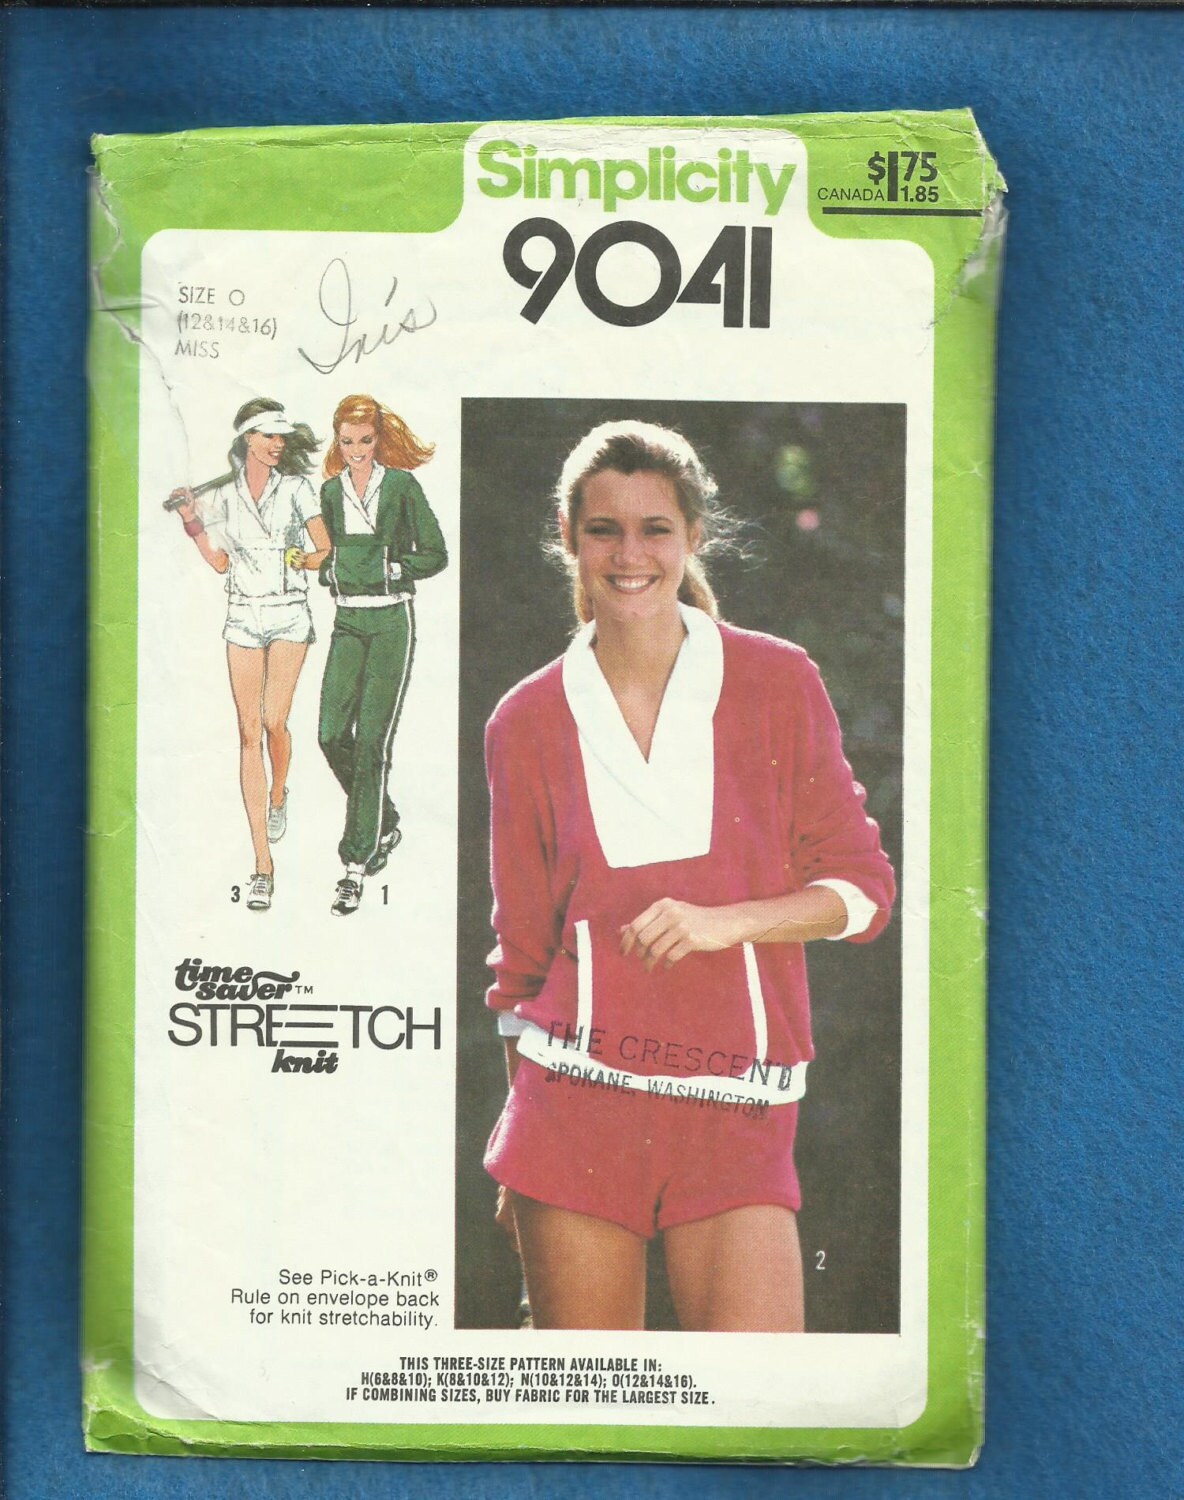 Simplicity
$1.75
CANADA 1.85
9041
SIZE O
(12&14&16)
MISS
Inis
3
1
time
saver™
STRETCH
knit
THE CRESCENT
SPOKANE, WASHINGTON
2
See Pick-a-Knit®
Rule on envelope back
for knit stretchability.
THIS THREE-SIZE PATTERN AVAILABLE IN:
H(6&8&10); K(8&10&12); N(10&12&14); O(12&14&16).
IF COMBINING SIZES, BUY FABRIC FOR THE LARGEST SIZE.